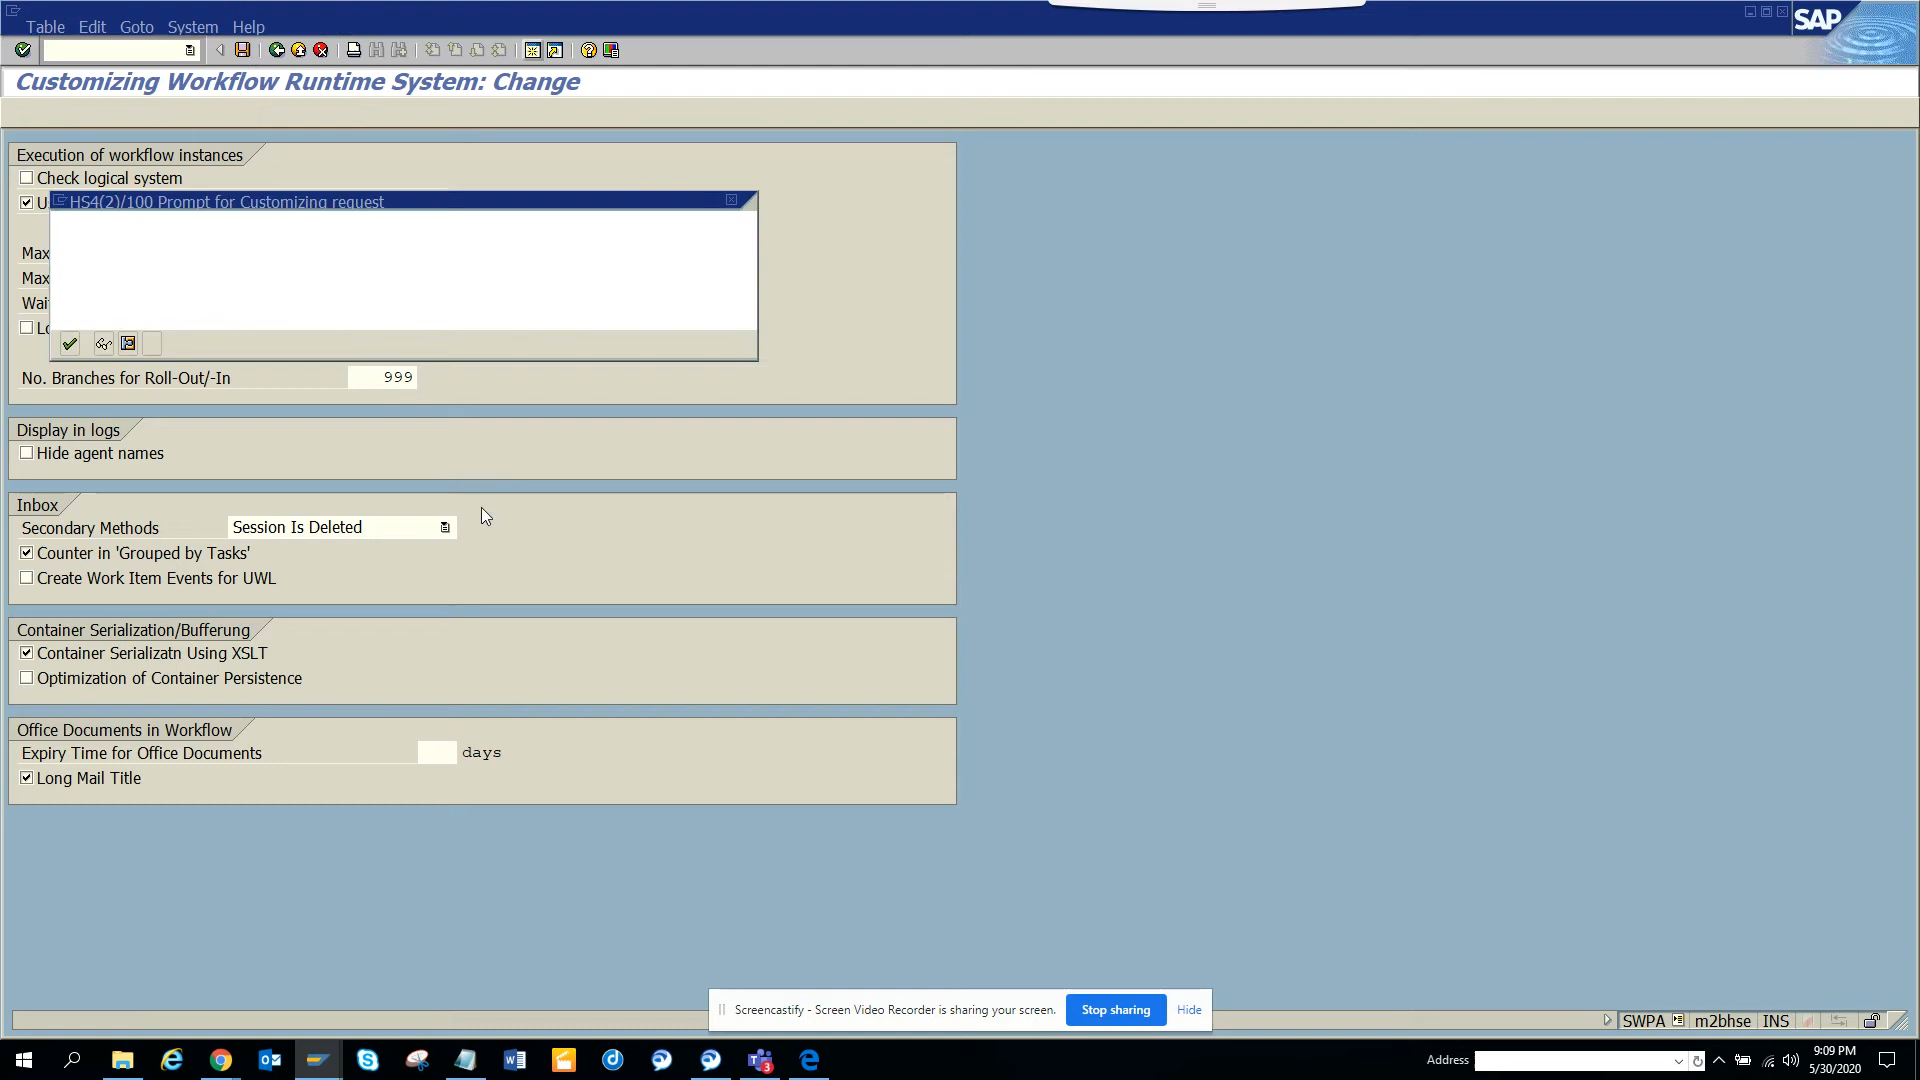 Table Edit Goto System Help
SAP
Customizing Workflow Runtime System: Change
Execution of workflow instances
Check logical system
HS4(2)/100 Prompt for Customizing request
Max
Max
Wai
No. Branches for Roll-Out/-In 999
Display in logs
Hide agent names
Inbox
Secondary Methods Session Is Deleted
Counter in 'Grouped by Tasks'
Create Work Item Events for UWL
Container Serialization/Bufferung
Container Serializatn Using XSLT
Optimization of Container Persistence
Office Documents in Workflow
Expiry Time for Office Documents days
Long Mail Title
Screencastify - Screen Video Recorder is sharing your screen. Stop sharing Hide
SWPA m2bhse INS
Address 9:09 PM
5/30/2020
3